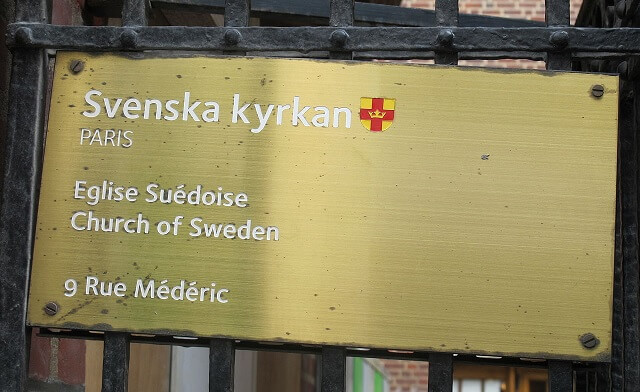 Svenska kyrkan
PARIS
Eglise Suédoise
Church of Sweden
9 Rue Médéric